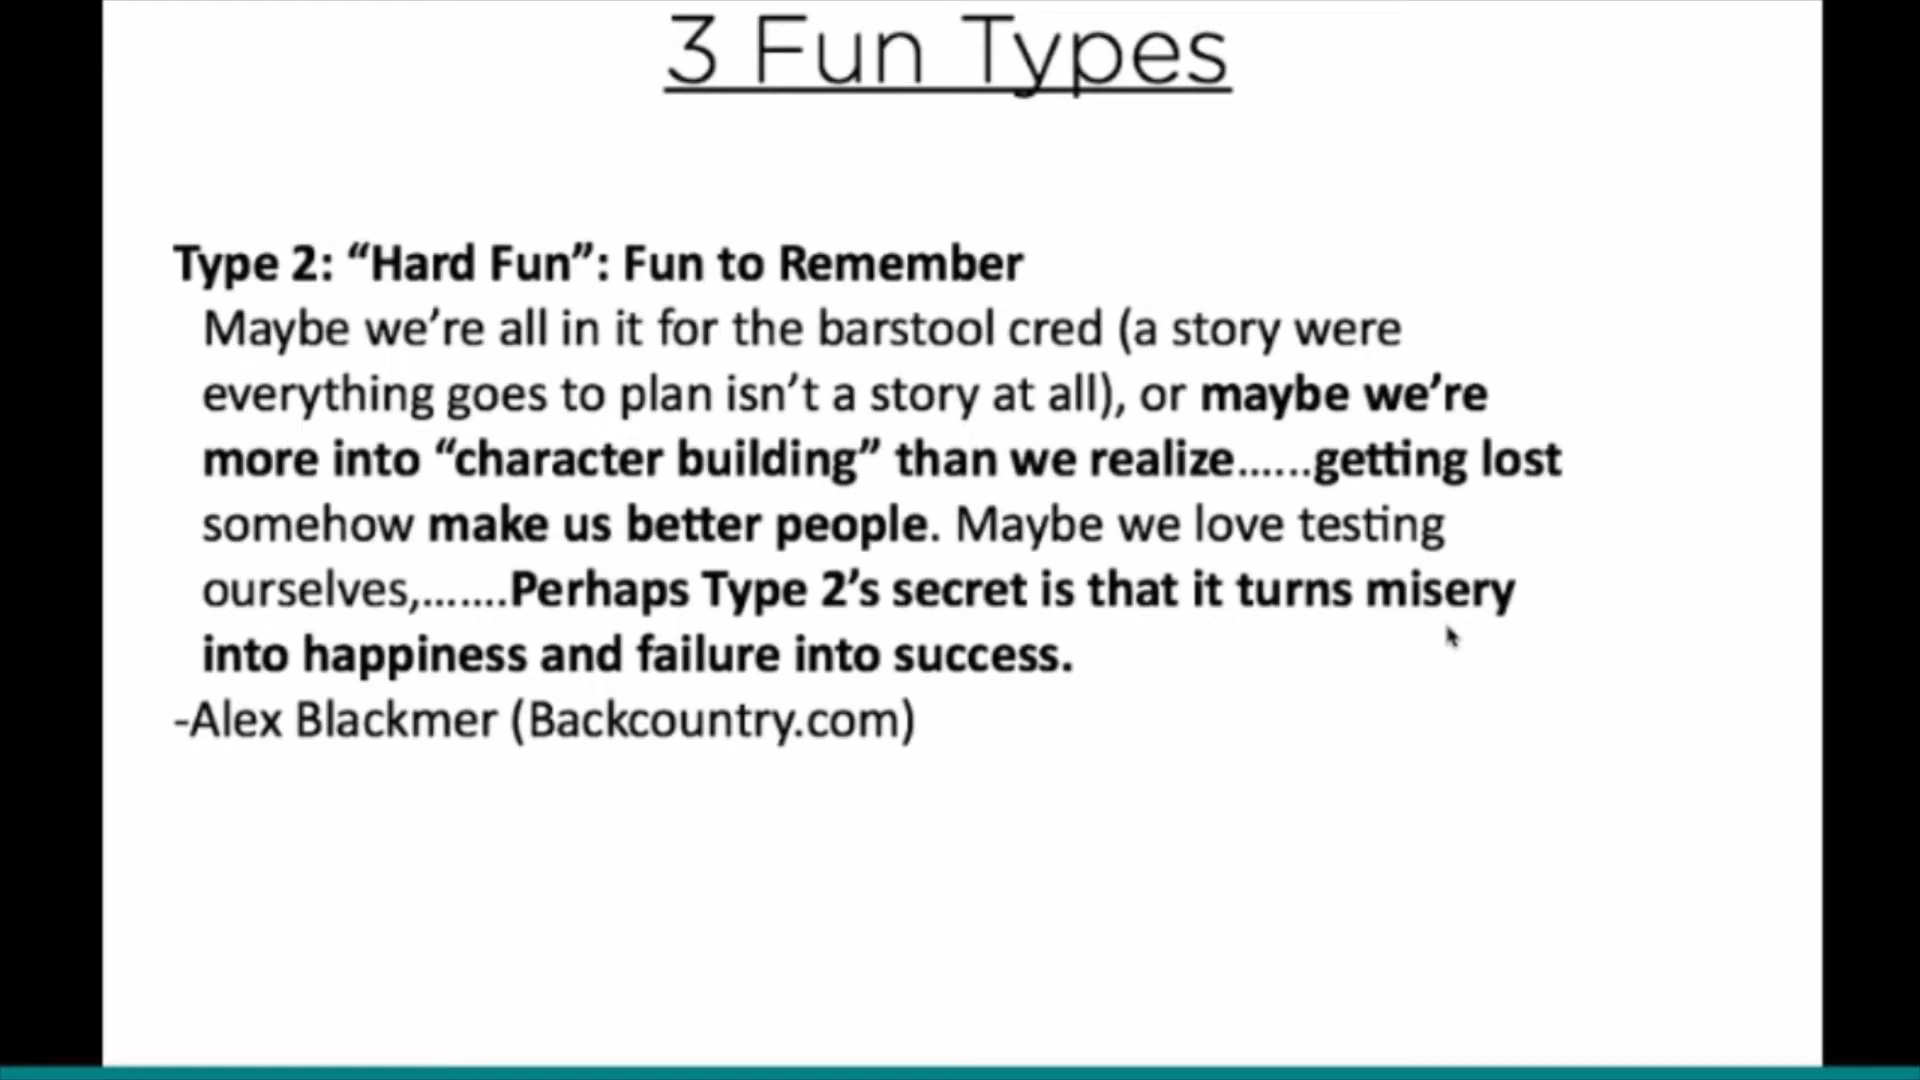 3 Fun Types
Type 2: “Hard Fun”: Fun to Remember
Maybe we’re all in it for the barstool cred (a story were
everything goes to plan isn’t a story at all), or maybe we’re
more into “character building” than we realize......getting lost
somehow make us better people. Maybe we love testing
ourselves,.......Perhaps Type 2’s secret is that it turns misery
into happiness and failure into success.
-Alex Blackmer (Backcountry.com)